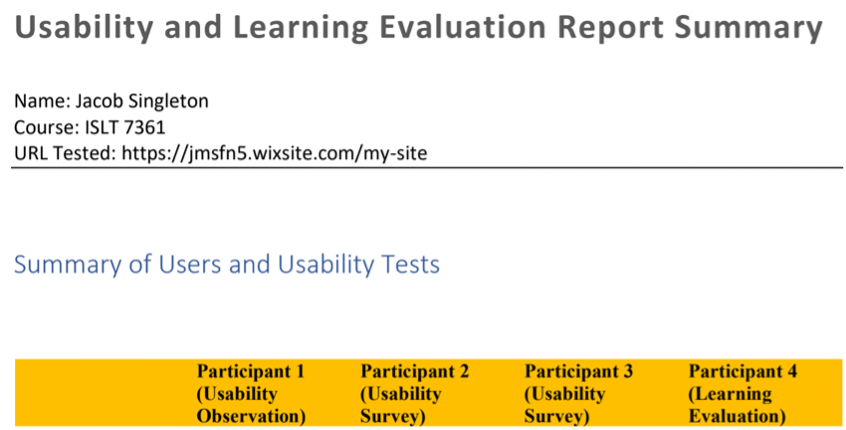 Usability and Learning Evaluation Report Summary
Name: Jacob Singleton
Course: ISLT 7361
URL Tested: https://jmsfn5.wixsite.com/my-site
Summary of Users and Usability Tests
Participant 1 Participant 2 Participant 3 Participant 4
(Usability (Usability (Usability (Learning
Observation) Survey) Survey) Evaluation)